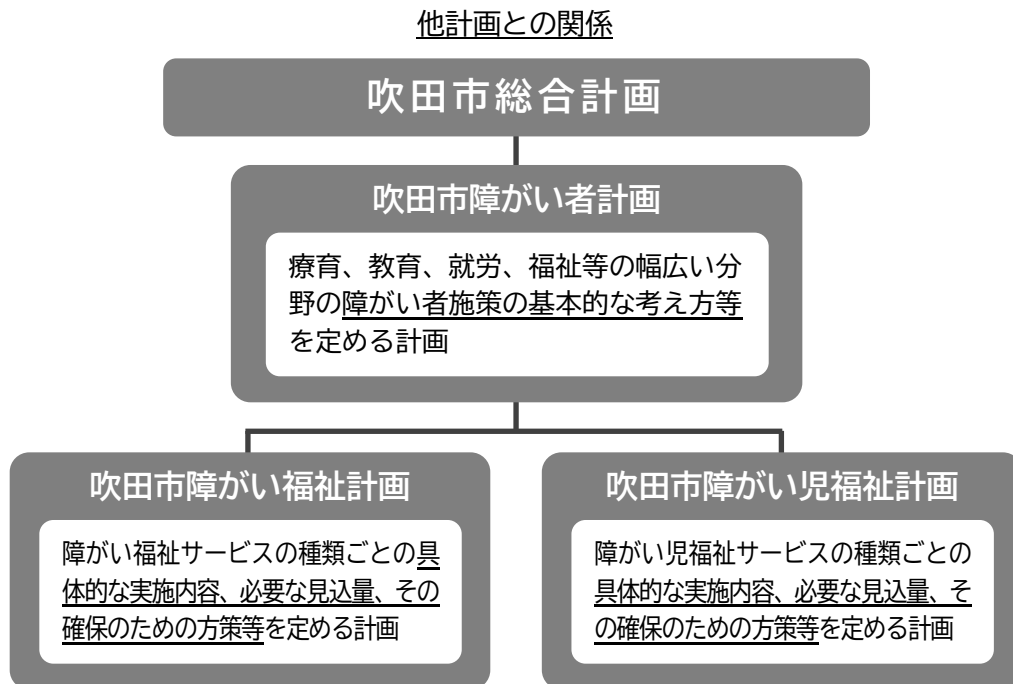 他計画との関係
吹田市総合計画
吹田市障がい者計画
療育、教育、就労、福祉等の幅広い分
野の障がい者施策の基本的な考え方等
を定める計画
吹田市障がい福祉計画
障がい福祉サービスの種類ごとの具
体的な実施内容、必要な見込量、その
確保のための方策等を定める計画
吹田市障がい児福祉計画
障がい児福祉サービスの種類ごとの
具体的な実施内容、必要な見込量、そ
の確保のための方策等を定める計画